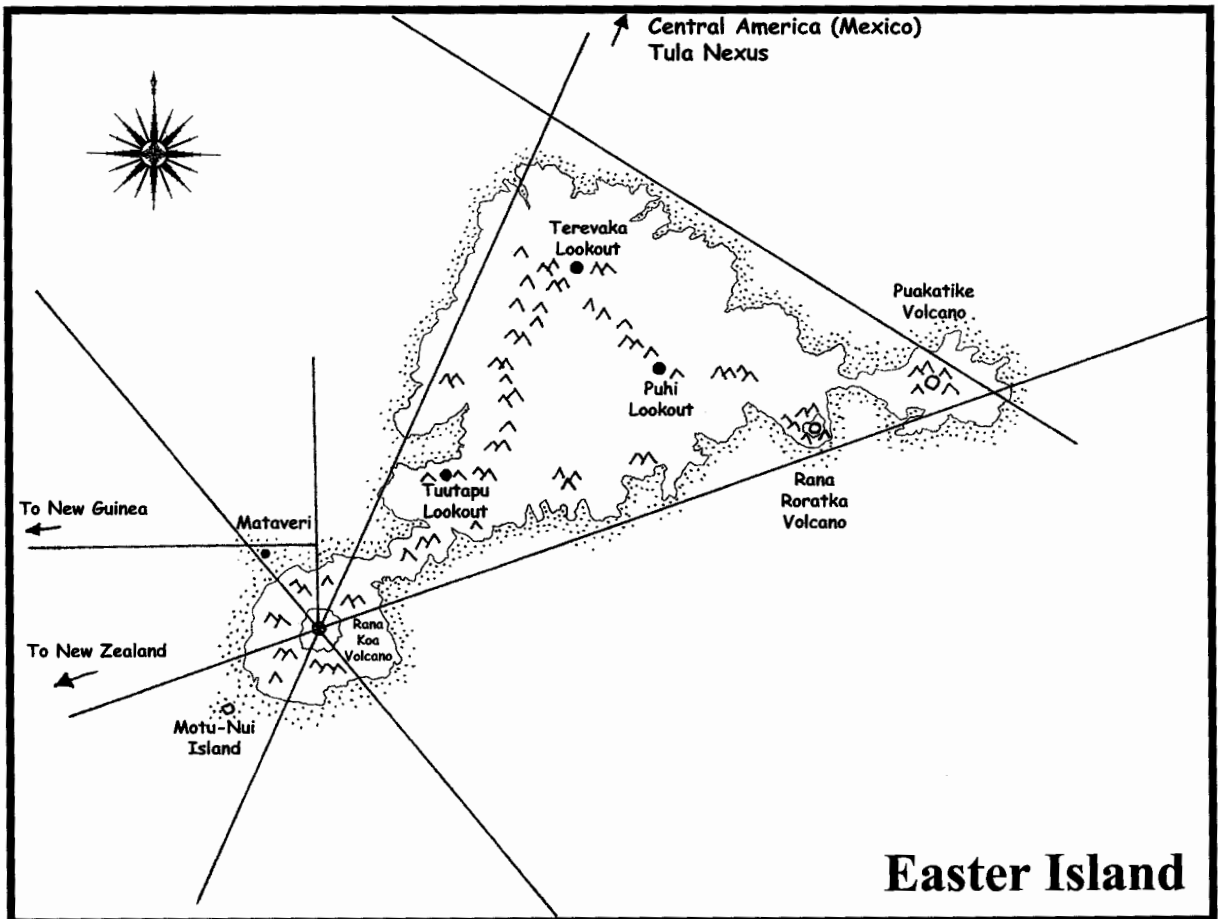 Central America (Mexico)
Tula Nexus
Terevaka
Lookout
Puakatike
Volcano
Puhi
Lookout
Tuutapu
Lookout
Rana
Roratka
Volcano
To New Guinea
Mataveri
Rana
Koa
Volcano
To New Zealand
Motu-Nui
Island
Easter Island